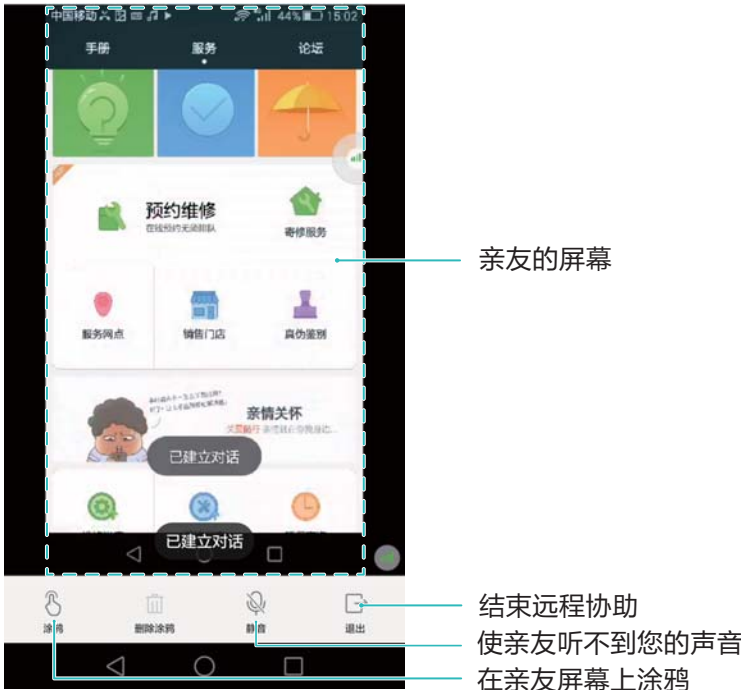 中国移动 44% 15:02
手册 服务 论坛
预约维修
在线预约无须排队
寄修服务
亲友的屏幕
服务网点 销售门店 真伪鉴别
亲情关怀
已建立对话
已建立对话
涂鸦 删除涂鸦 静音 退出
结束远程协助
使亲友听不到您的声音
在亲友屏幕上涂鸦